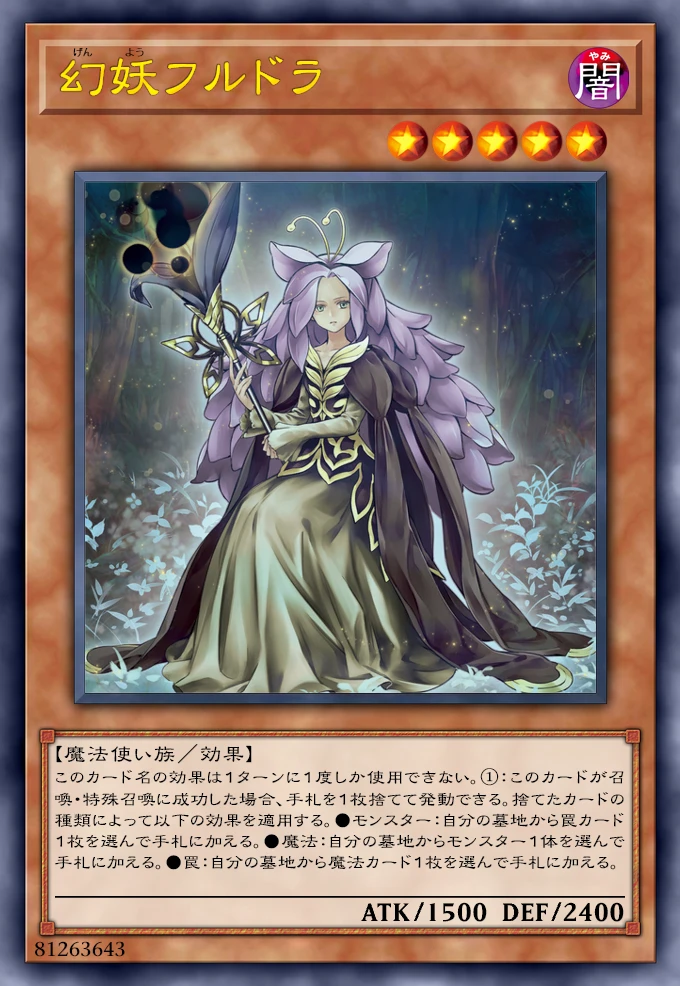 げん よう
幻妖フルドラ
やみ
闇
【魔法使い族／効果】
このカード名の効果は1ターンに1度しか使用できない。①：このカードが召
喚・特殊召喚に成功した場合、手札を1枚捨てて発動できる。捨てたカードの
種類によって以下の効果を適用する。●モンスター：自分の墓地から罠カード
1枚を選んで手札に加える。●魔法：自分の墓地からモンスター1体を選んで
手札に加える。●罠：自分の墓地から魔法カード1枚を選んで手札に加える。
ATK/1500 DEF/2400
81263643